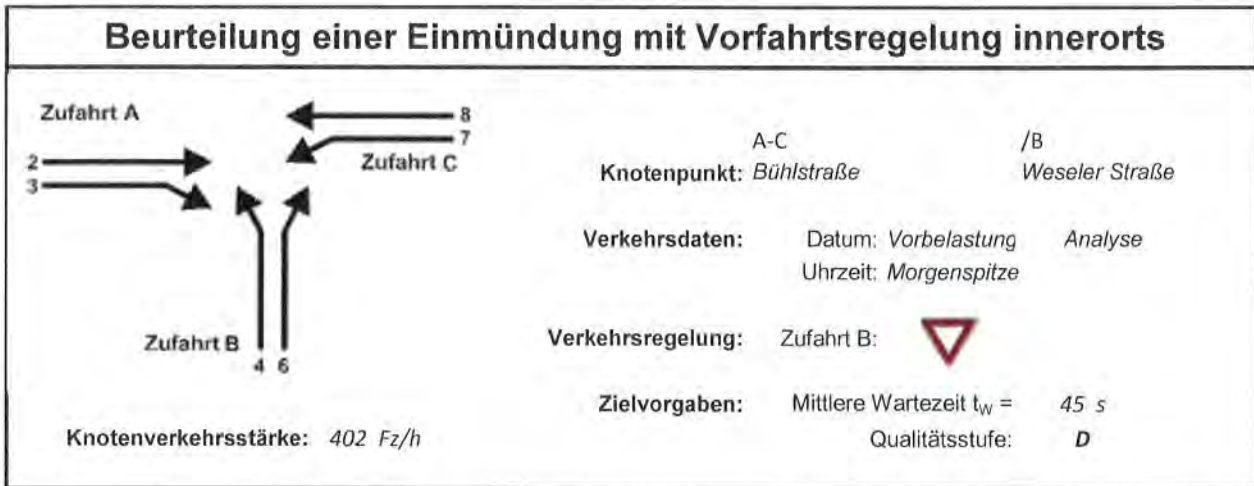 Beurteilung einer Einmündung mit Vorfahrtsregelung innerorts
Zufahrt A
8
7
2
Zufahrt C
3
Zufahrt B
4 6
Knotenverkehrsstärke: 402 Fz/h
A-C /B
Knotenpunkt: Bühlstraße Weseler Straße
Verkehrsdaten: Datum: Vorbelastung Analyse
Uhrzeit: Morgenspitze
Verkehrsregelung: Zufahrt B:
Zielvorgaben: Mittlere Wartezeit tw = 45 s
Qualitätsstufe: D